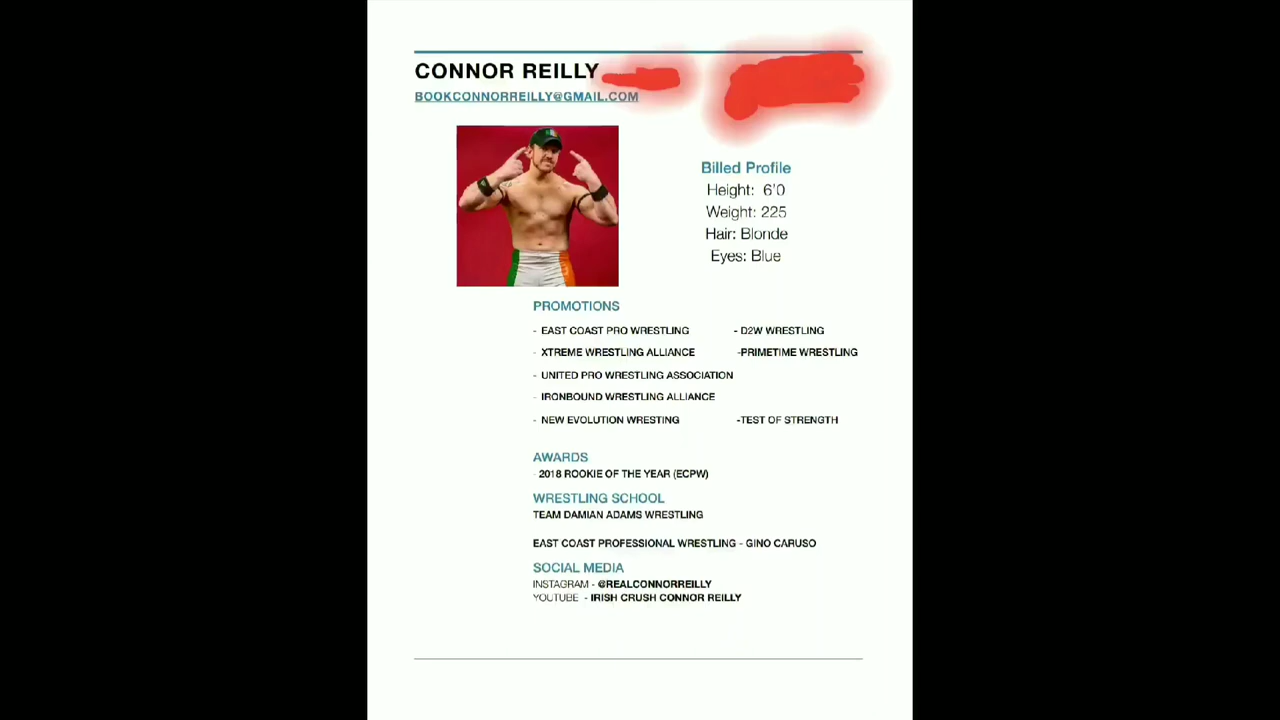 CONNOR REILLY
BOOKCONNORREILLY@GMAIL.COM
Billed Profile
Height: 6'0
Weight: 225
Hair: Blonde
Eyes: Blue
PROMOTIONS
- EAST COAST PRO WRESTLING - D2W WRESTLING
- XTREME WRESTLING ALLIANCE -PRIMETIME WRESTLING
- UNITED PRO WRESTLING ASSOCIATION
- IRONBOUND WRESTLING ALLIANCE
- NEW EVOLUTION WRESTING -TEST OF STRENGTH
AWARDS
- 2018 ROOKIE OF THE YEAR (ECPW)
WRESTLING SCHOOL
TEAM DAMIAN ADAMS WRESTLING
EAST COAST PROFESSIONAL WRESTLING - GINO CARUSO
SOCIAL MEDIA
INSTAGRAM - @REALCONNORREILLY
YOUTUBE - IRISH CRUSH CONNOR REILLY